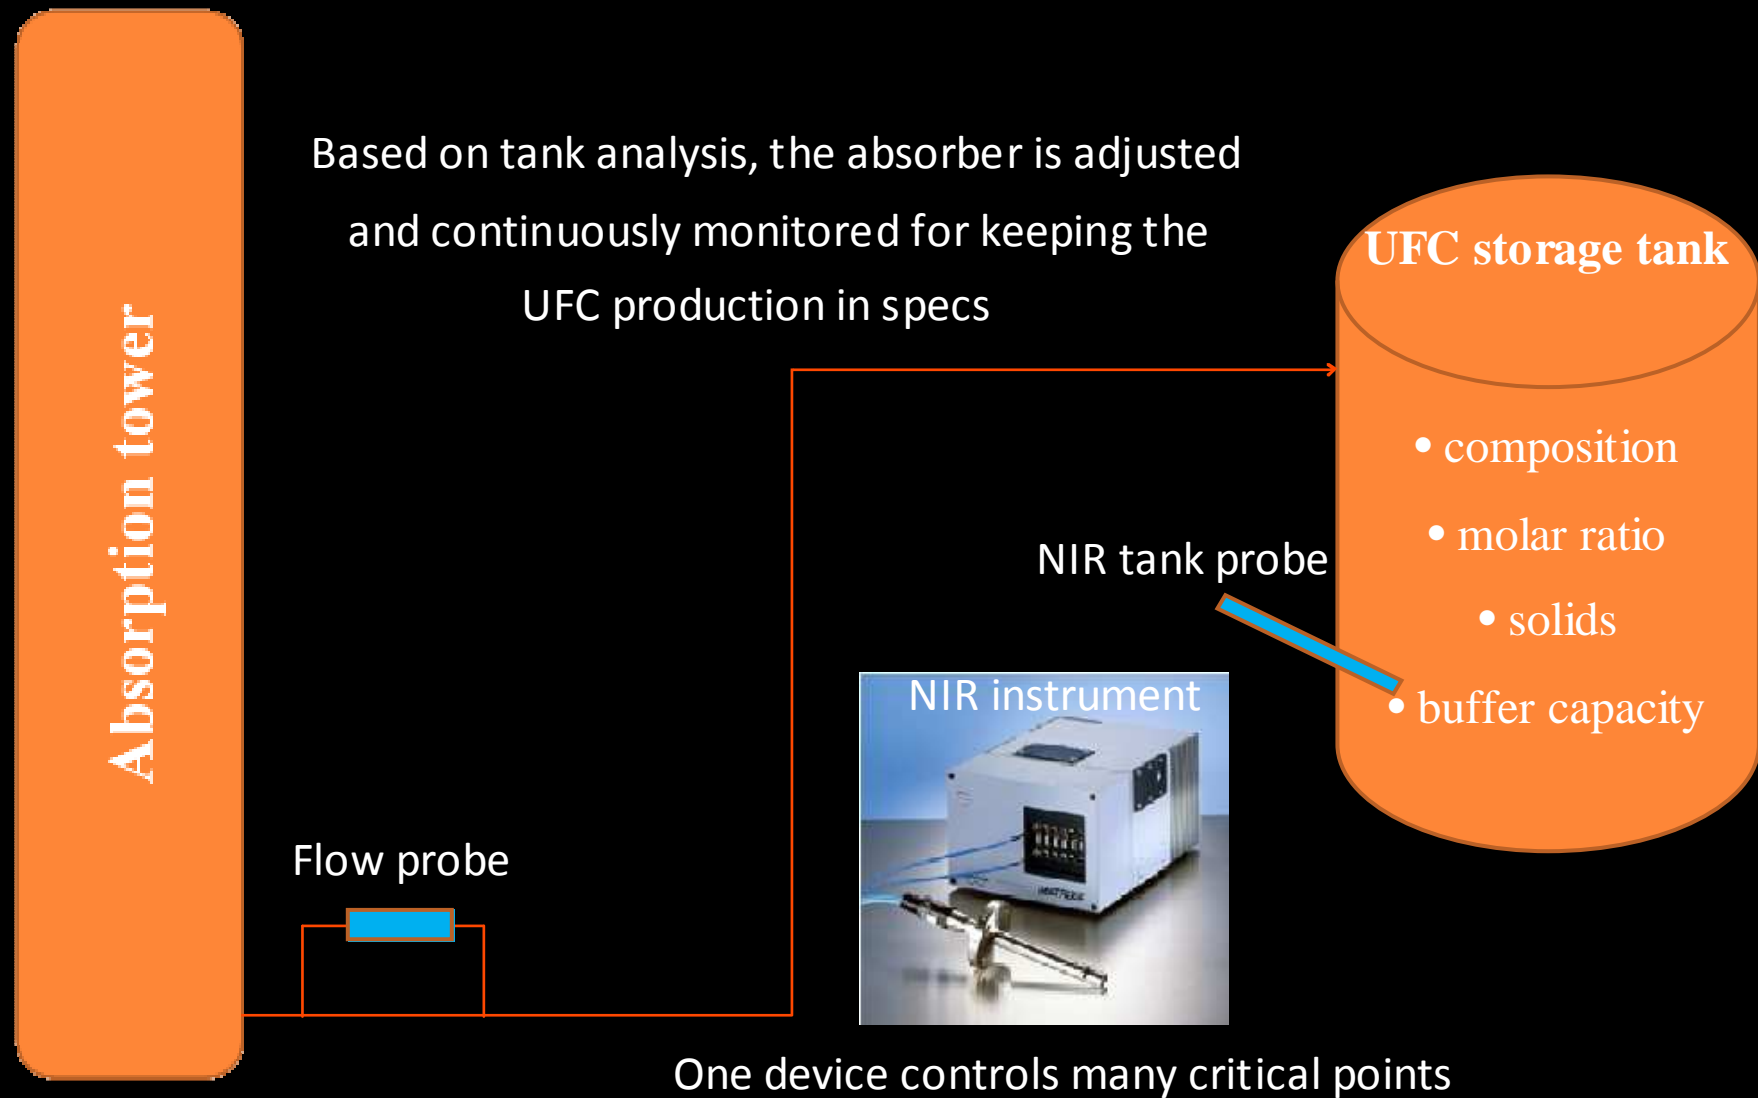 Based on tank analysis, the absorber is adjusted
and continuously monitored for keeping the
UFC production in specs
Absorption tower
UFC storage tank
• composition
• molar ratio
• solids
• buffer capacity
NIR tank probe
NIR instrument
Flow probe
One device controls many critical points